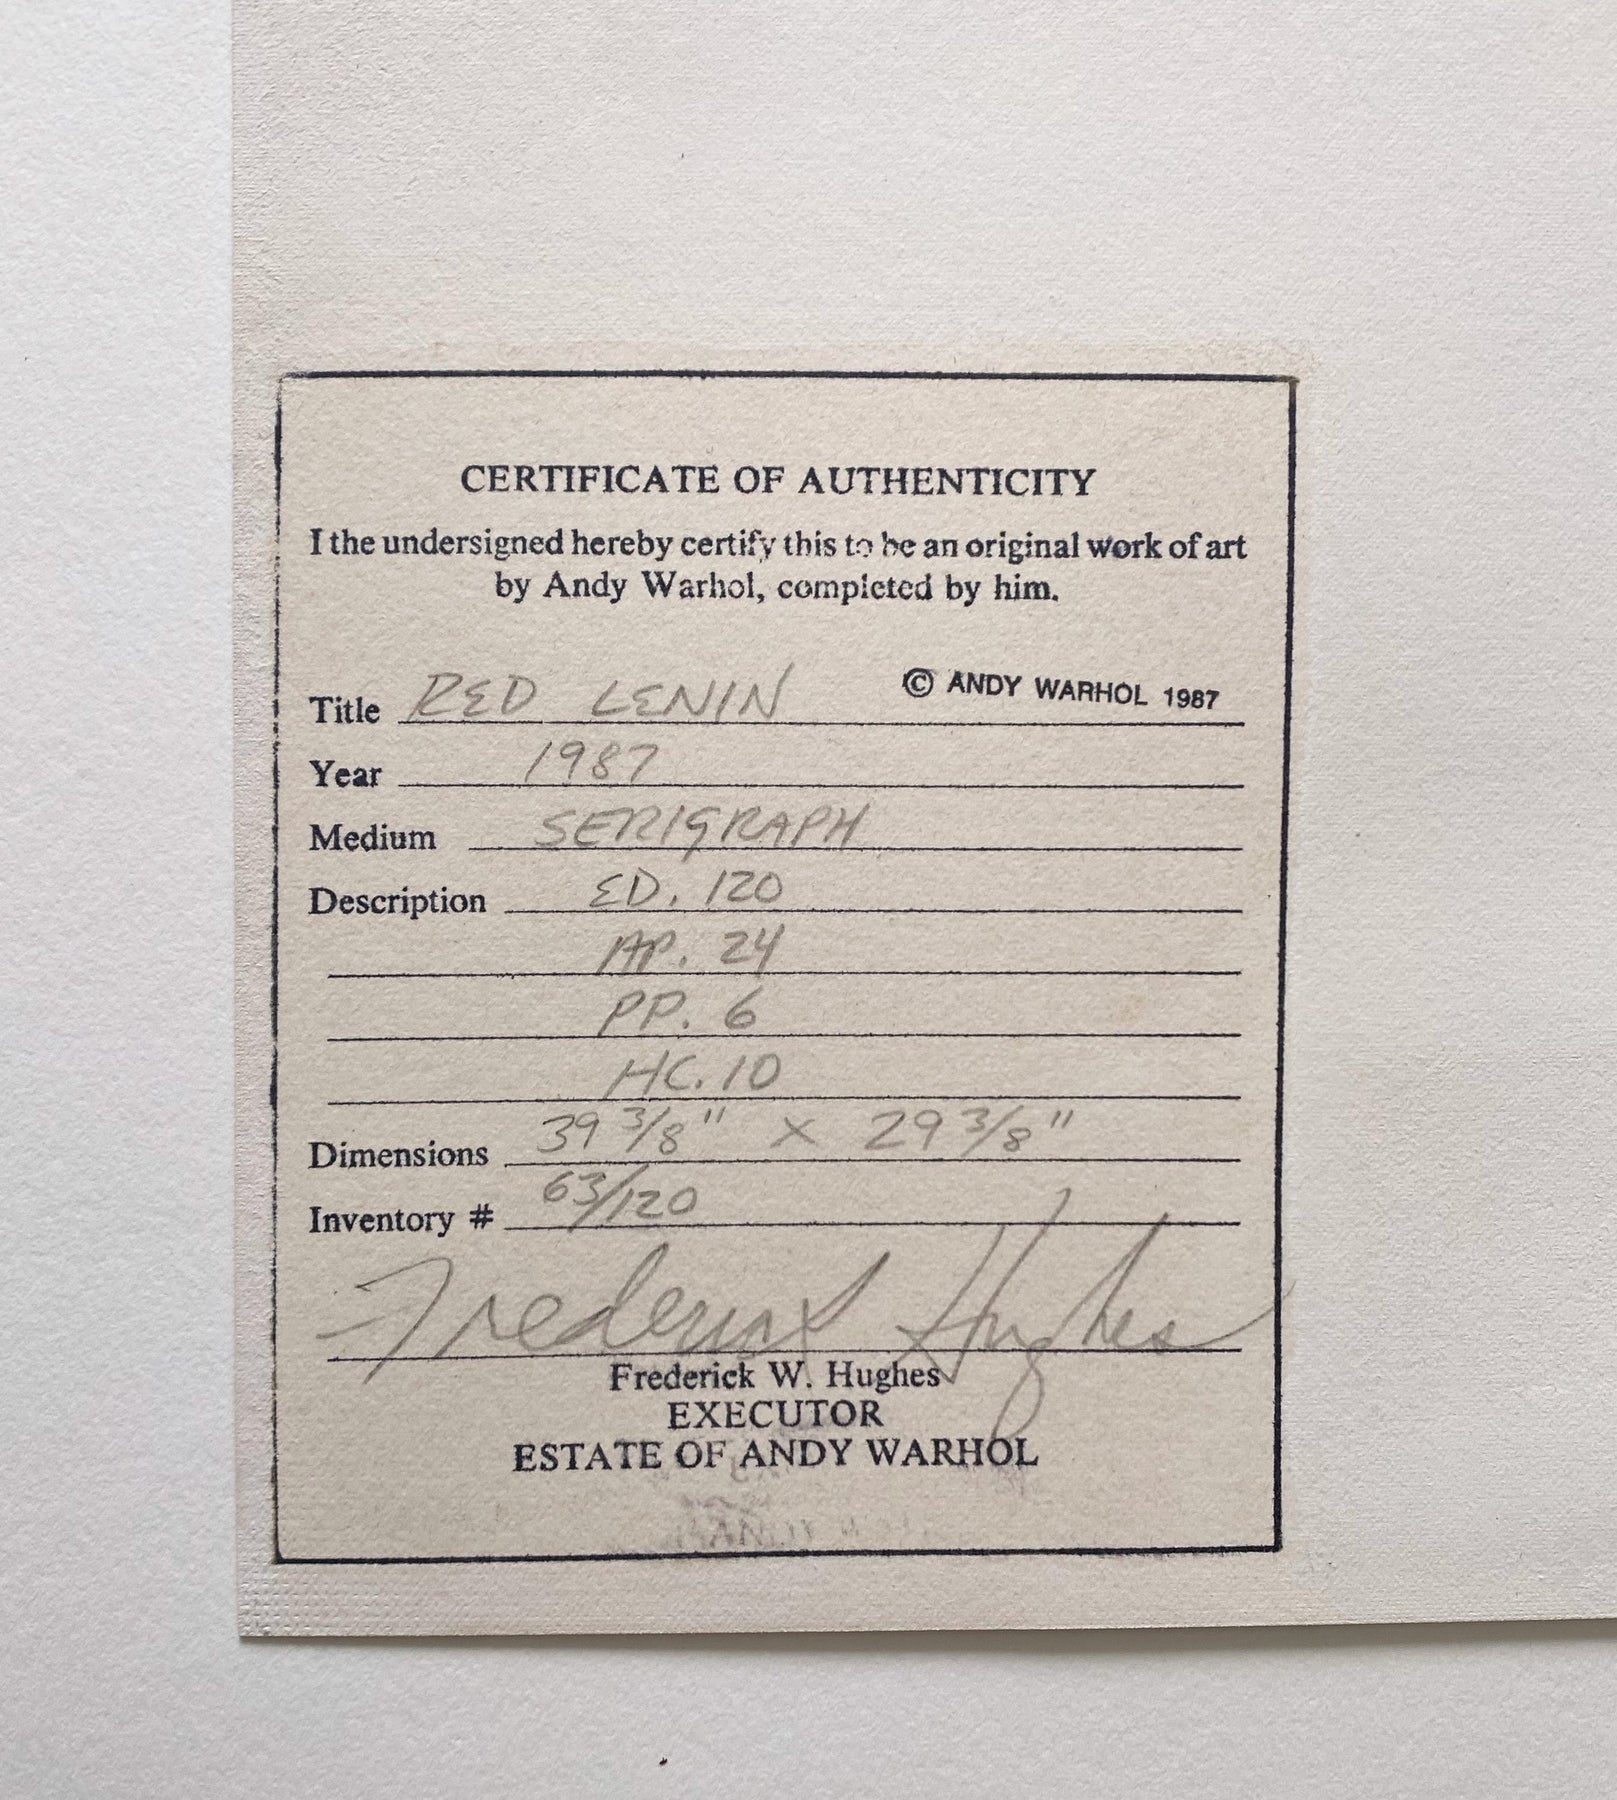 CERTIFICATE OF AUTHENTICITY
I the undersigned hereby certify this to be an original work of art
by Andy Warhol, completed by him.
Title RED LENIN © ANDY WARHOL 1987
Year 1987
Medium SERIGRAPH
Description ED. 120
AP. 24
PP. 6
HC. 10
Dimensions 39 3/8" x 29 3/8"
Inventory # 63/120
Frederick Hughes
Frederick W. Hughes
EXECUTOR
ESTATE OF ANDY WARHOL